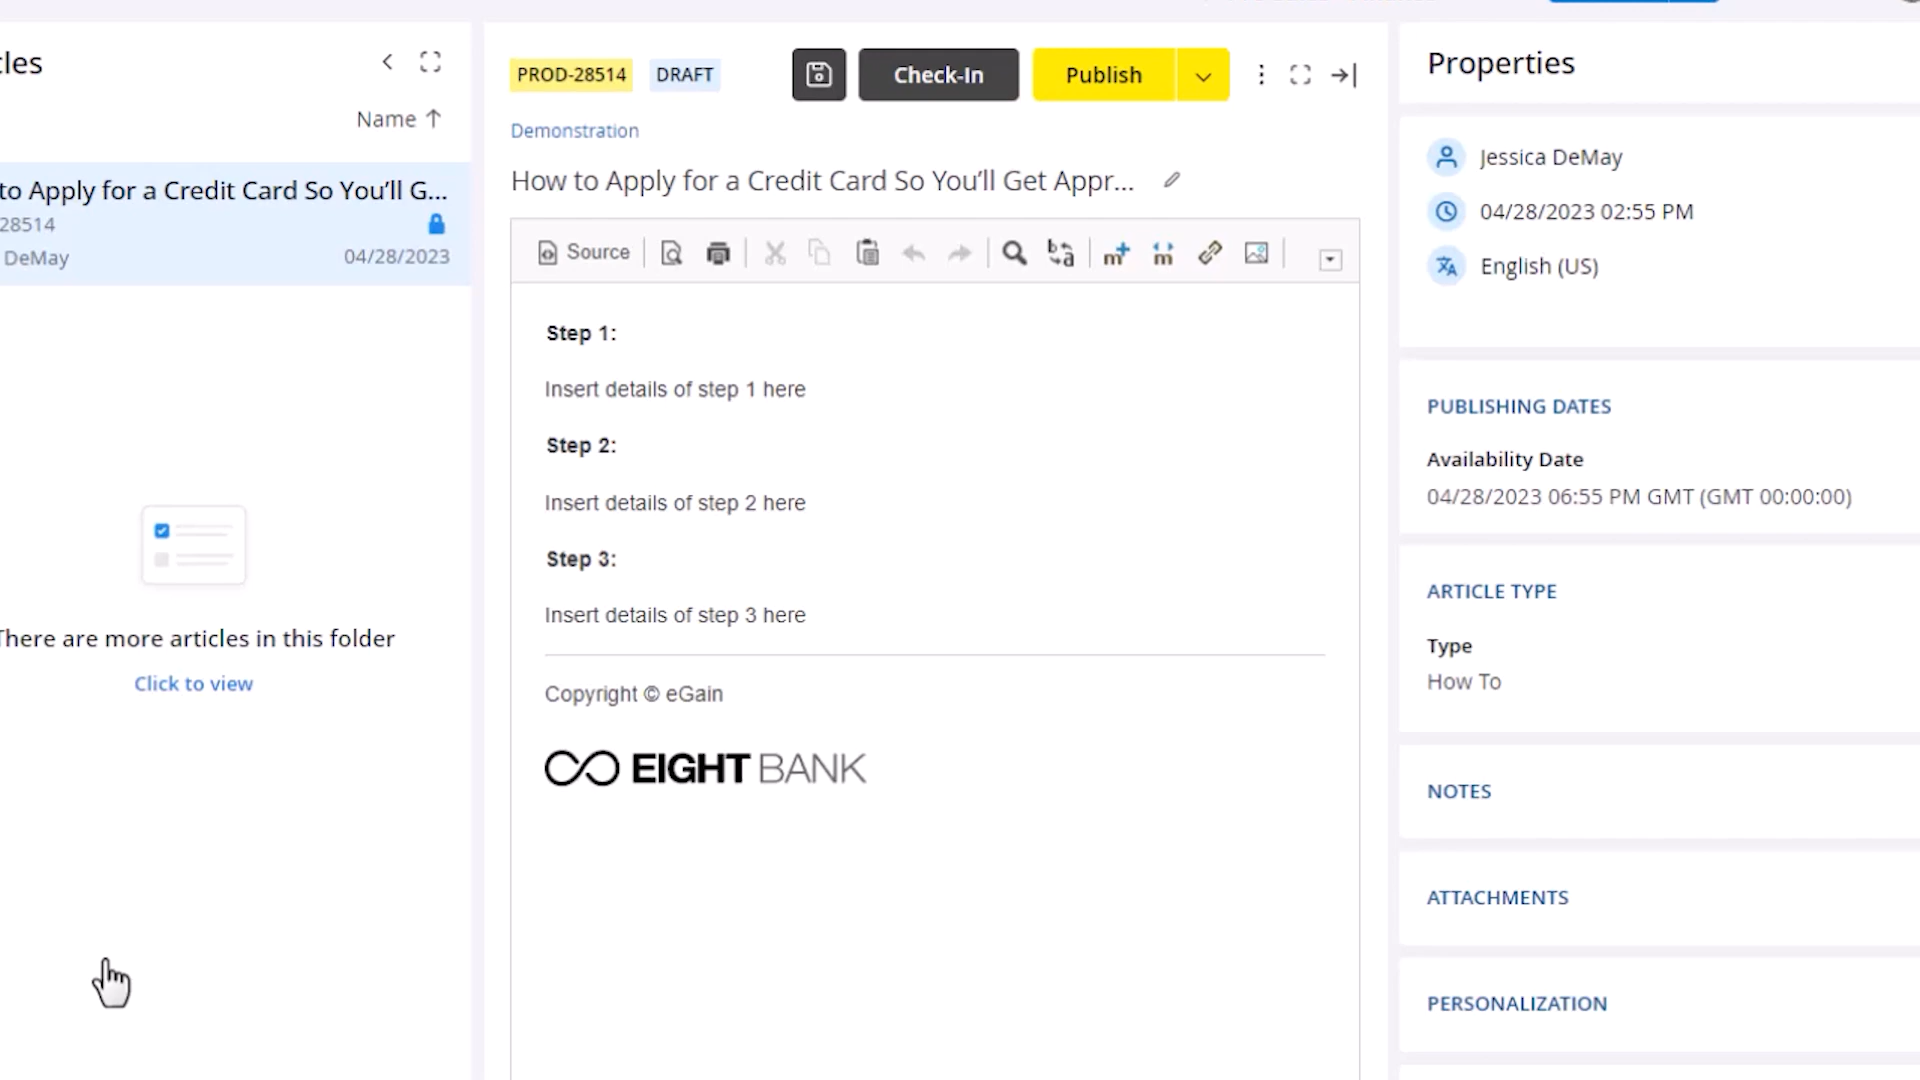 cles
Name ↑
to Apply for a Credit Card So You’ll G...
28514
DeMay 04/28/2023
There are more articles in this folder
Click to view
PROD-28514 DRAFT Check-In Publish
Demonstration
How to Apply for a Credit Card So You’ll Get Appr...
Source
Step 1:
Insert details of step 1 here
Step 2:
Insert details of step 2 here
Step 3:
Insert details of step 3 here
Copyright © eGain
EIGHT BANK
Properties
Jessica DeMay
04/28/2023 02:55 PM
English (US)
PUBLISHING DATES
Availability Date
04/28/2023 06:55 PM GMT (GMT 00:00:00)
ARTICLE TYPE
Type
How To
NOTES
ATTACHMENTS
PERSONALIZATION